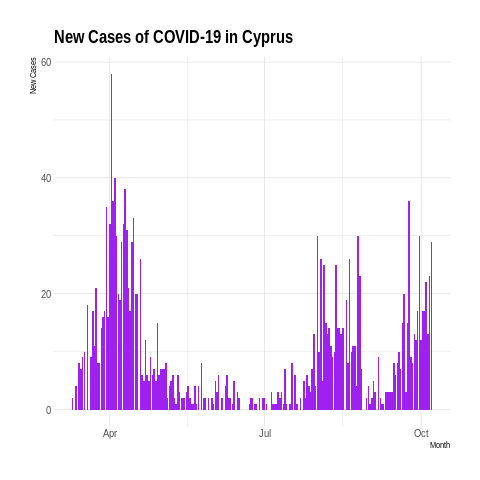 New Cases of COVID-19 in Cyprus
New Cases
60
40
20
0
Apr
Jul
Oct
Month